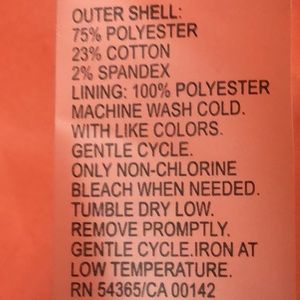 OUTER SHELL:
75% POLYESTER
23% COTTON
2% SPANDEX
LINING: 100% POLYESTER
MACHINE WASH COLD.
WITH LIKE COLORS.
GENTLE CYCLE.
ONLY NON-CHLORINE
BLEACH WHEN NEEDED.
TUMBLE DRY LOW.
REMOVE PROMPTLY.
GENTLE CYCLE.IRON AT
LOW TEMPERATURE.
RN 54365/CA 00142